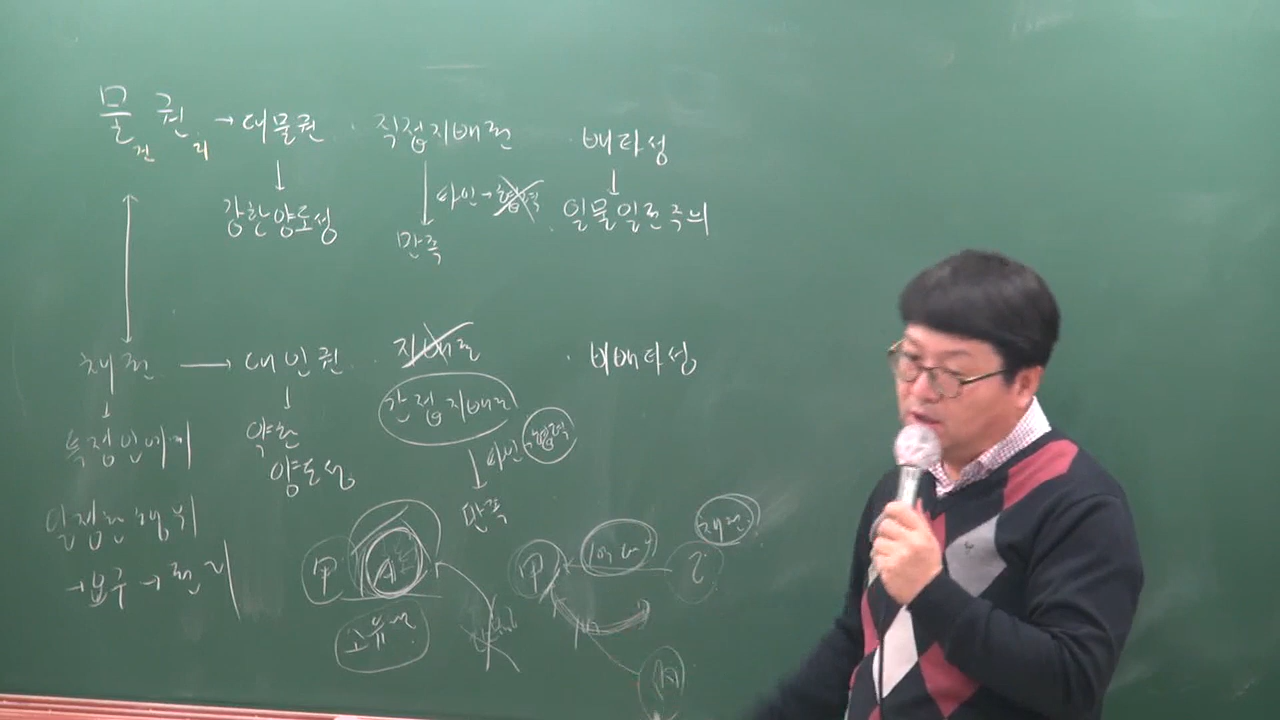 물권 → 대물권 · 직접지배권 · 배타성
건 리
타인 → 협력
강한양도성
만족
일물일권주의
채권 → 대인권 · 지배권 · 비배타성
간접지배권
특정인에게
약한
양도성
타인 협력
만족
일정한 행위
→ 요구 → 권리
甲
소유권
甲
채권
乙